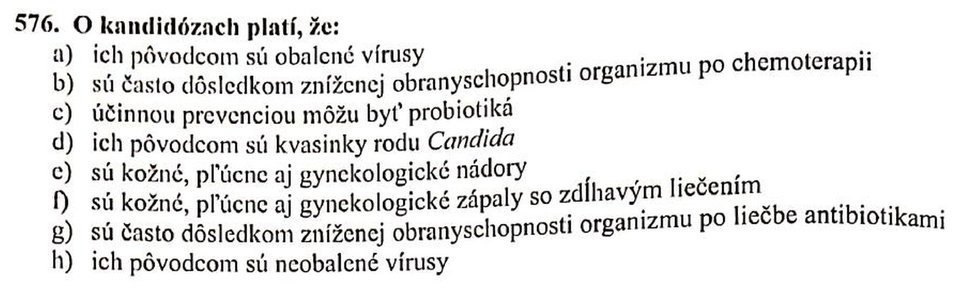 576. O kandidózach platí, že:
a) ich pôvodcom sú obalené vírusy
b) sú často dôsledkom zníženej obranyschopnosti organizmu po chemoterapii
c) účinnou prevenciou môžu byť probiotiká
d) ich pôvodcom sú kvasinky rodu Candida
e) sú kožné, pľúcne aj gynekologické nádory
f) sú kožné, pľúcne aj gynekologické zápaly so zdĺhavým liečením
g) sú často dôsledkom zníženej obranyschopnosti organizmu po liečbe antibiotikami
h) ich pôvodcom sú neobalené vírusy